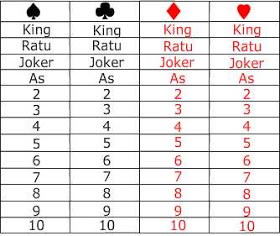 King King King King
Ratu Ratu Ratu Ratu
Joker Joker Joker Joker
As As As As
2 2 2 2
3 3 3 3
4 4 4 4
5 5 5 5
6 6 6 6
7 7 7 7
8 8 8 8
9 9 9 9
10 10 10 10